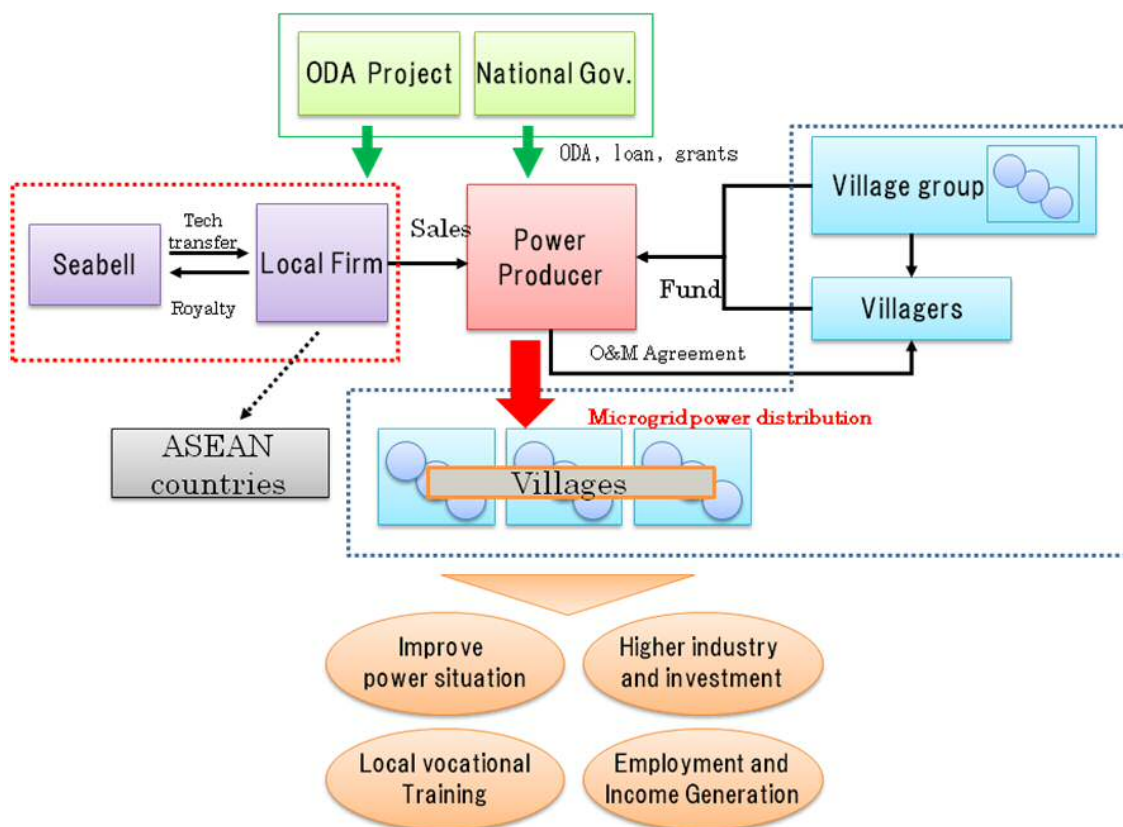 ODA Project
National Gov.
ODA, loan, grants
Village group
Seabell
Tech
transfer
Royalty
Local Firm
Sales
Power
Producer
Fund
Villagers
O&M Agreement
Microgrid power distribution
ASEAN
countries
Villages
Improve
power situation
Higher industry
and investment
Local vocational
Training
Employment and
Income Generation